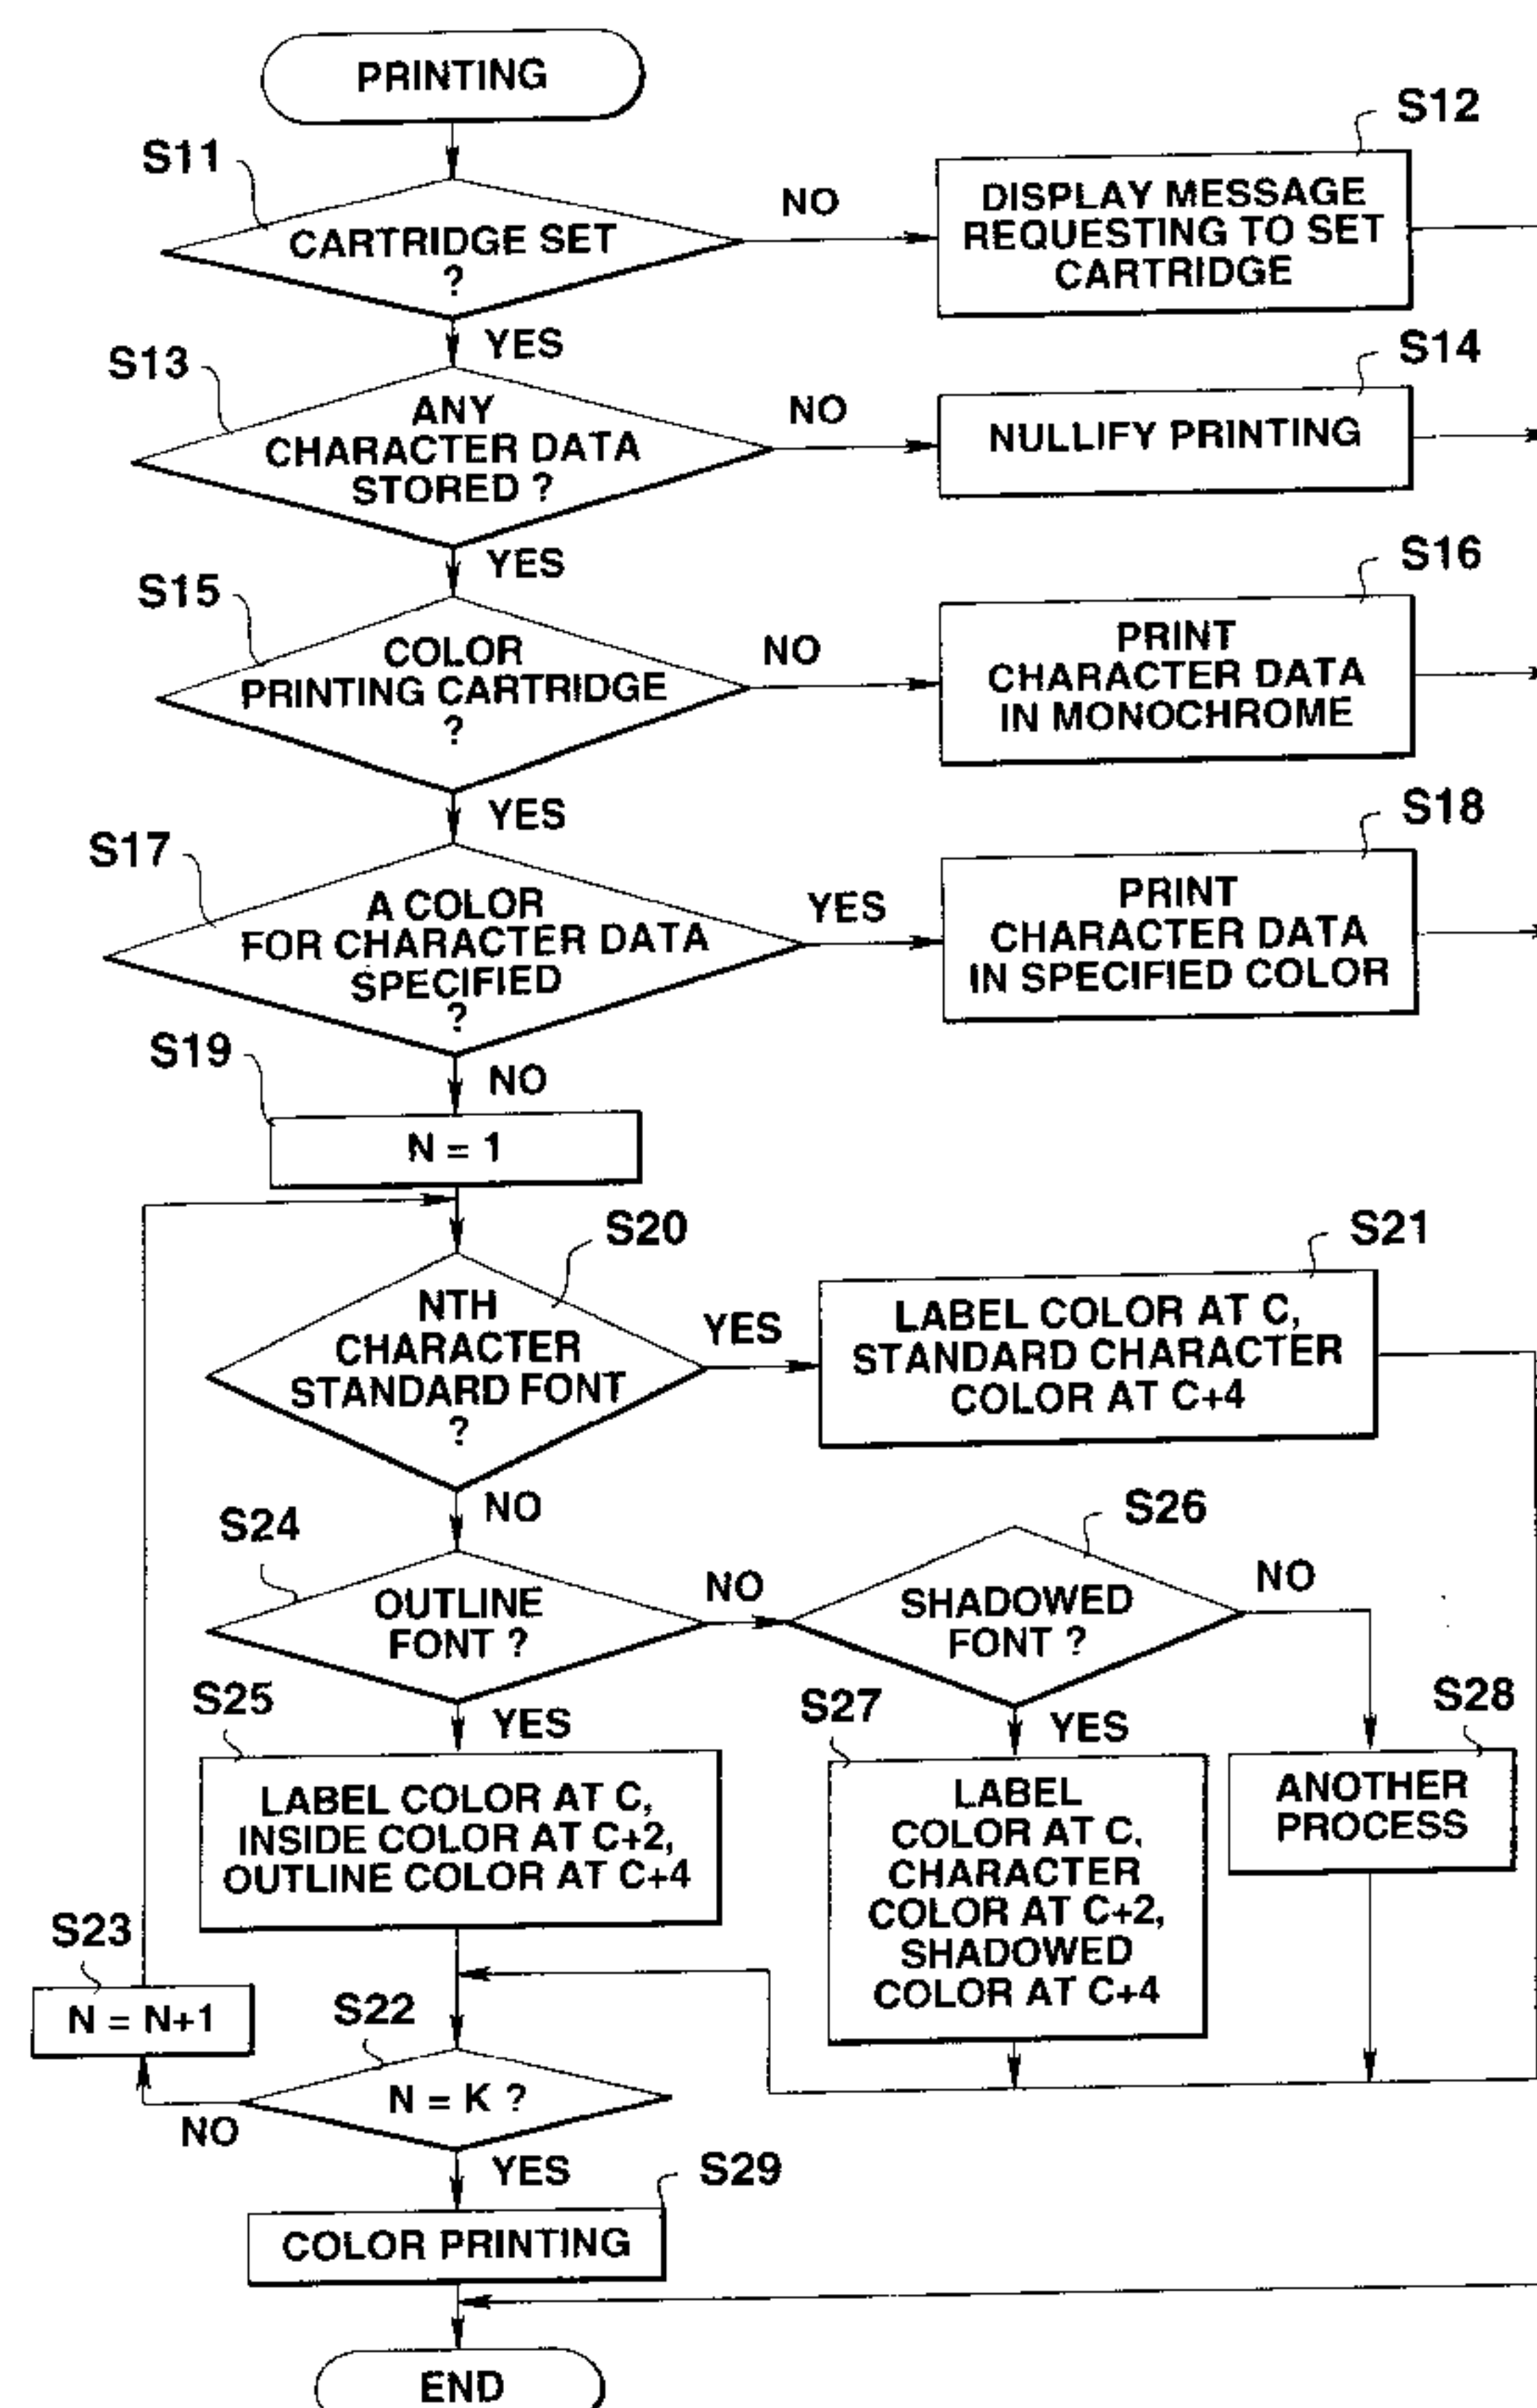 PRINTING
S11
CARTRIDGE SET
?
NO
S12
DISPLAY MESSAGE
REQUESTING TO SET
CARTRIDGE
YES
S13
ANY
CHARACTER DATA
STORED ?
NO
S14
NULLIFY PRINTING
YES
S15
COLOR
PRINTING CARTRIDGE
?
NO
S16
PRINT
CHARACTER DATA
IN MONOCHROME
YES
S17
A COLOR
FOR CHARACTER DATA
SPECIFIED
?
YES
S18
PRINT
CHARACTER DATA
IN SPECIFIED COLOR
NO
S19
N = 1
S20
NTH
CHARACTER
STANDARD FONT
?
YES
S21
LABEL COLOR AT C,
STANDARD CHARACTER
COLOR AT C+4
NO
S24
OUTLINE
FONT ?
NO
S26
SHADOWED
FONT ?
NO
YES
S25
LABEL COLOR AT C,
INSIDE COLOR AT C+2,
OUTLINE COLOR AT C+4
YES
S27
LABEL
COLOR AT C,
CHARACTER
COLOR AT C+2,
SHADOWED
COLOR AT C+4
S28
ANOTHER
PROCESS
S23
N = N+1
S22
N = K ?
NO
YES
S29
COLOR PRINTING
END